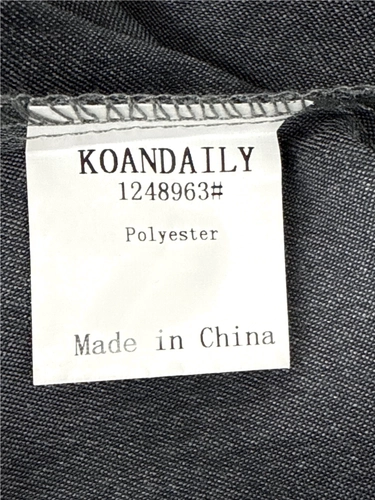 KOANDAILY
1248963#
Polyester
Made in China